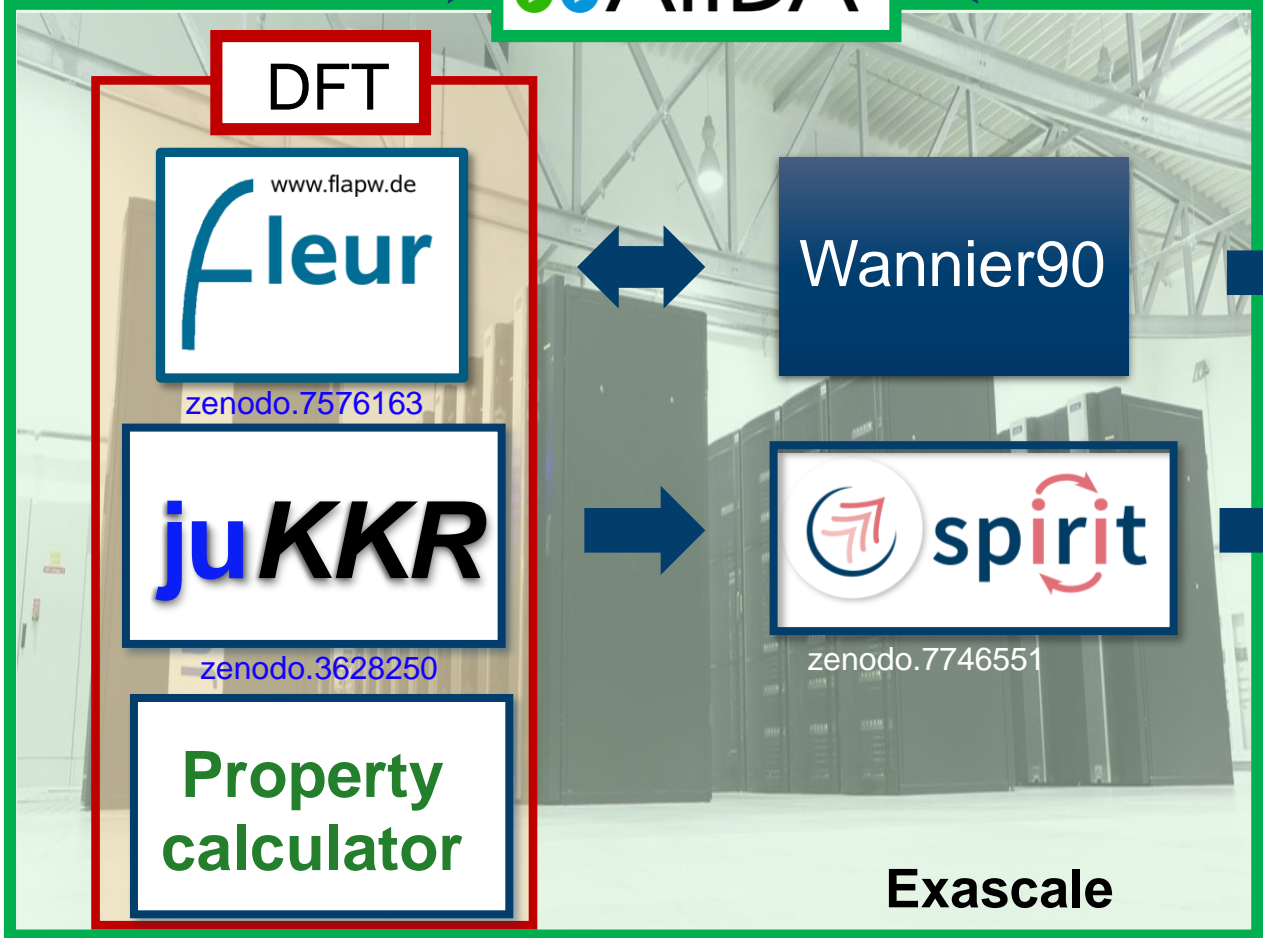 DFT
www.flapw.de
fleur
zenodo.7576163
Wannier90
juKKR
zenodo.3628250
spirit
zenodo.7746551
Property
calculator
Exascale